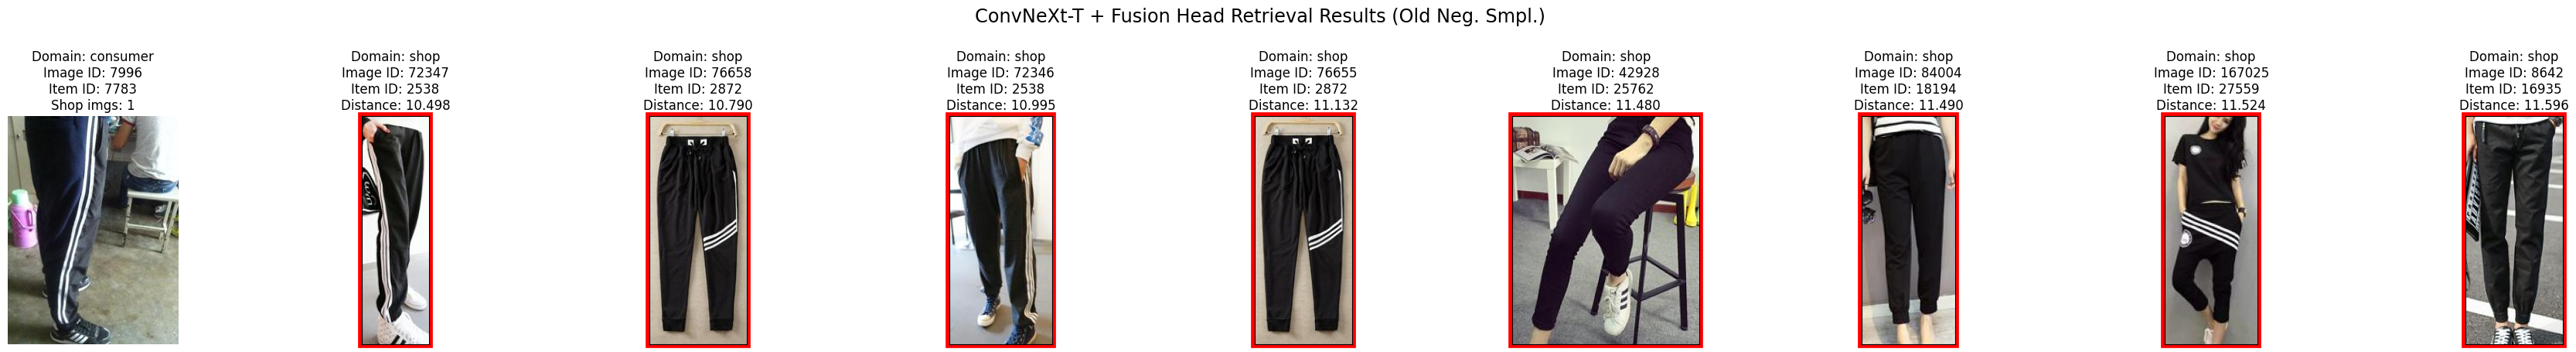 ConvNeXt-T + Fusion Head Retrieval Results (Old Neg. Smpl.)
Domain: consumer
Image ID: 7996
Item ID: 7783
Shop imgs: 1
Domain: shop
Image ID: 72347
Item ID: 2538
Distance: 10.498
Domain: shop
Image ID: 76658
Item ID: 2872
Distance: 10.790
Domain: shop
Image ID: 72346
Item ID: 2538
Distance: 10.995
Domain: shop
Image ID: 76655
Item ID: 2872
Distance: 11.132
Domain: shop
Image ID: 42928
Item ID: 25762
Distance: 11.480
Domain: shop
Image ID: 84004
Item ID: 18194
Distance: 11.490
Domain: shop
Image ID: 167025
Item ID: 27559
Distance: 11.524
Domain: shop
Image ID: 8642
Item ID: 16935
Distance: 11.596